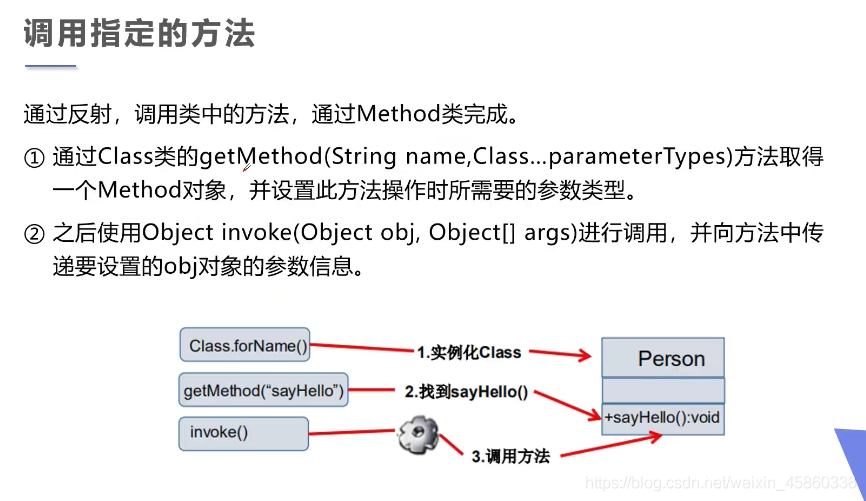 调用指定的方法
通过反射，调用类中的方法，通过Method类完成。
① 通过Class类的getMethod(String name,Class…parameterTypes)方法取得
一个Method对象，并设置此方法操作时所需要的参数类型。
② 之后使用Object invoke(Object obj, Object[] args)进行调用，并向方法中传
递要设置的obj对象的参数信息。
Class.forName()
1.实例化Class
Person
getMethod(“sayHello”)
2.找到sayHello()
+sayHello():void
invoke()
3.调用方法
https://blog.csdn.net/weixin_45860338